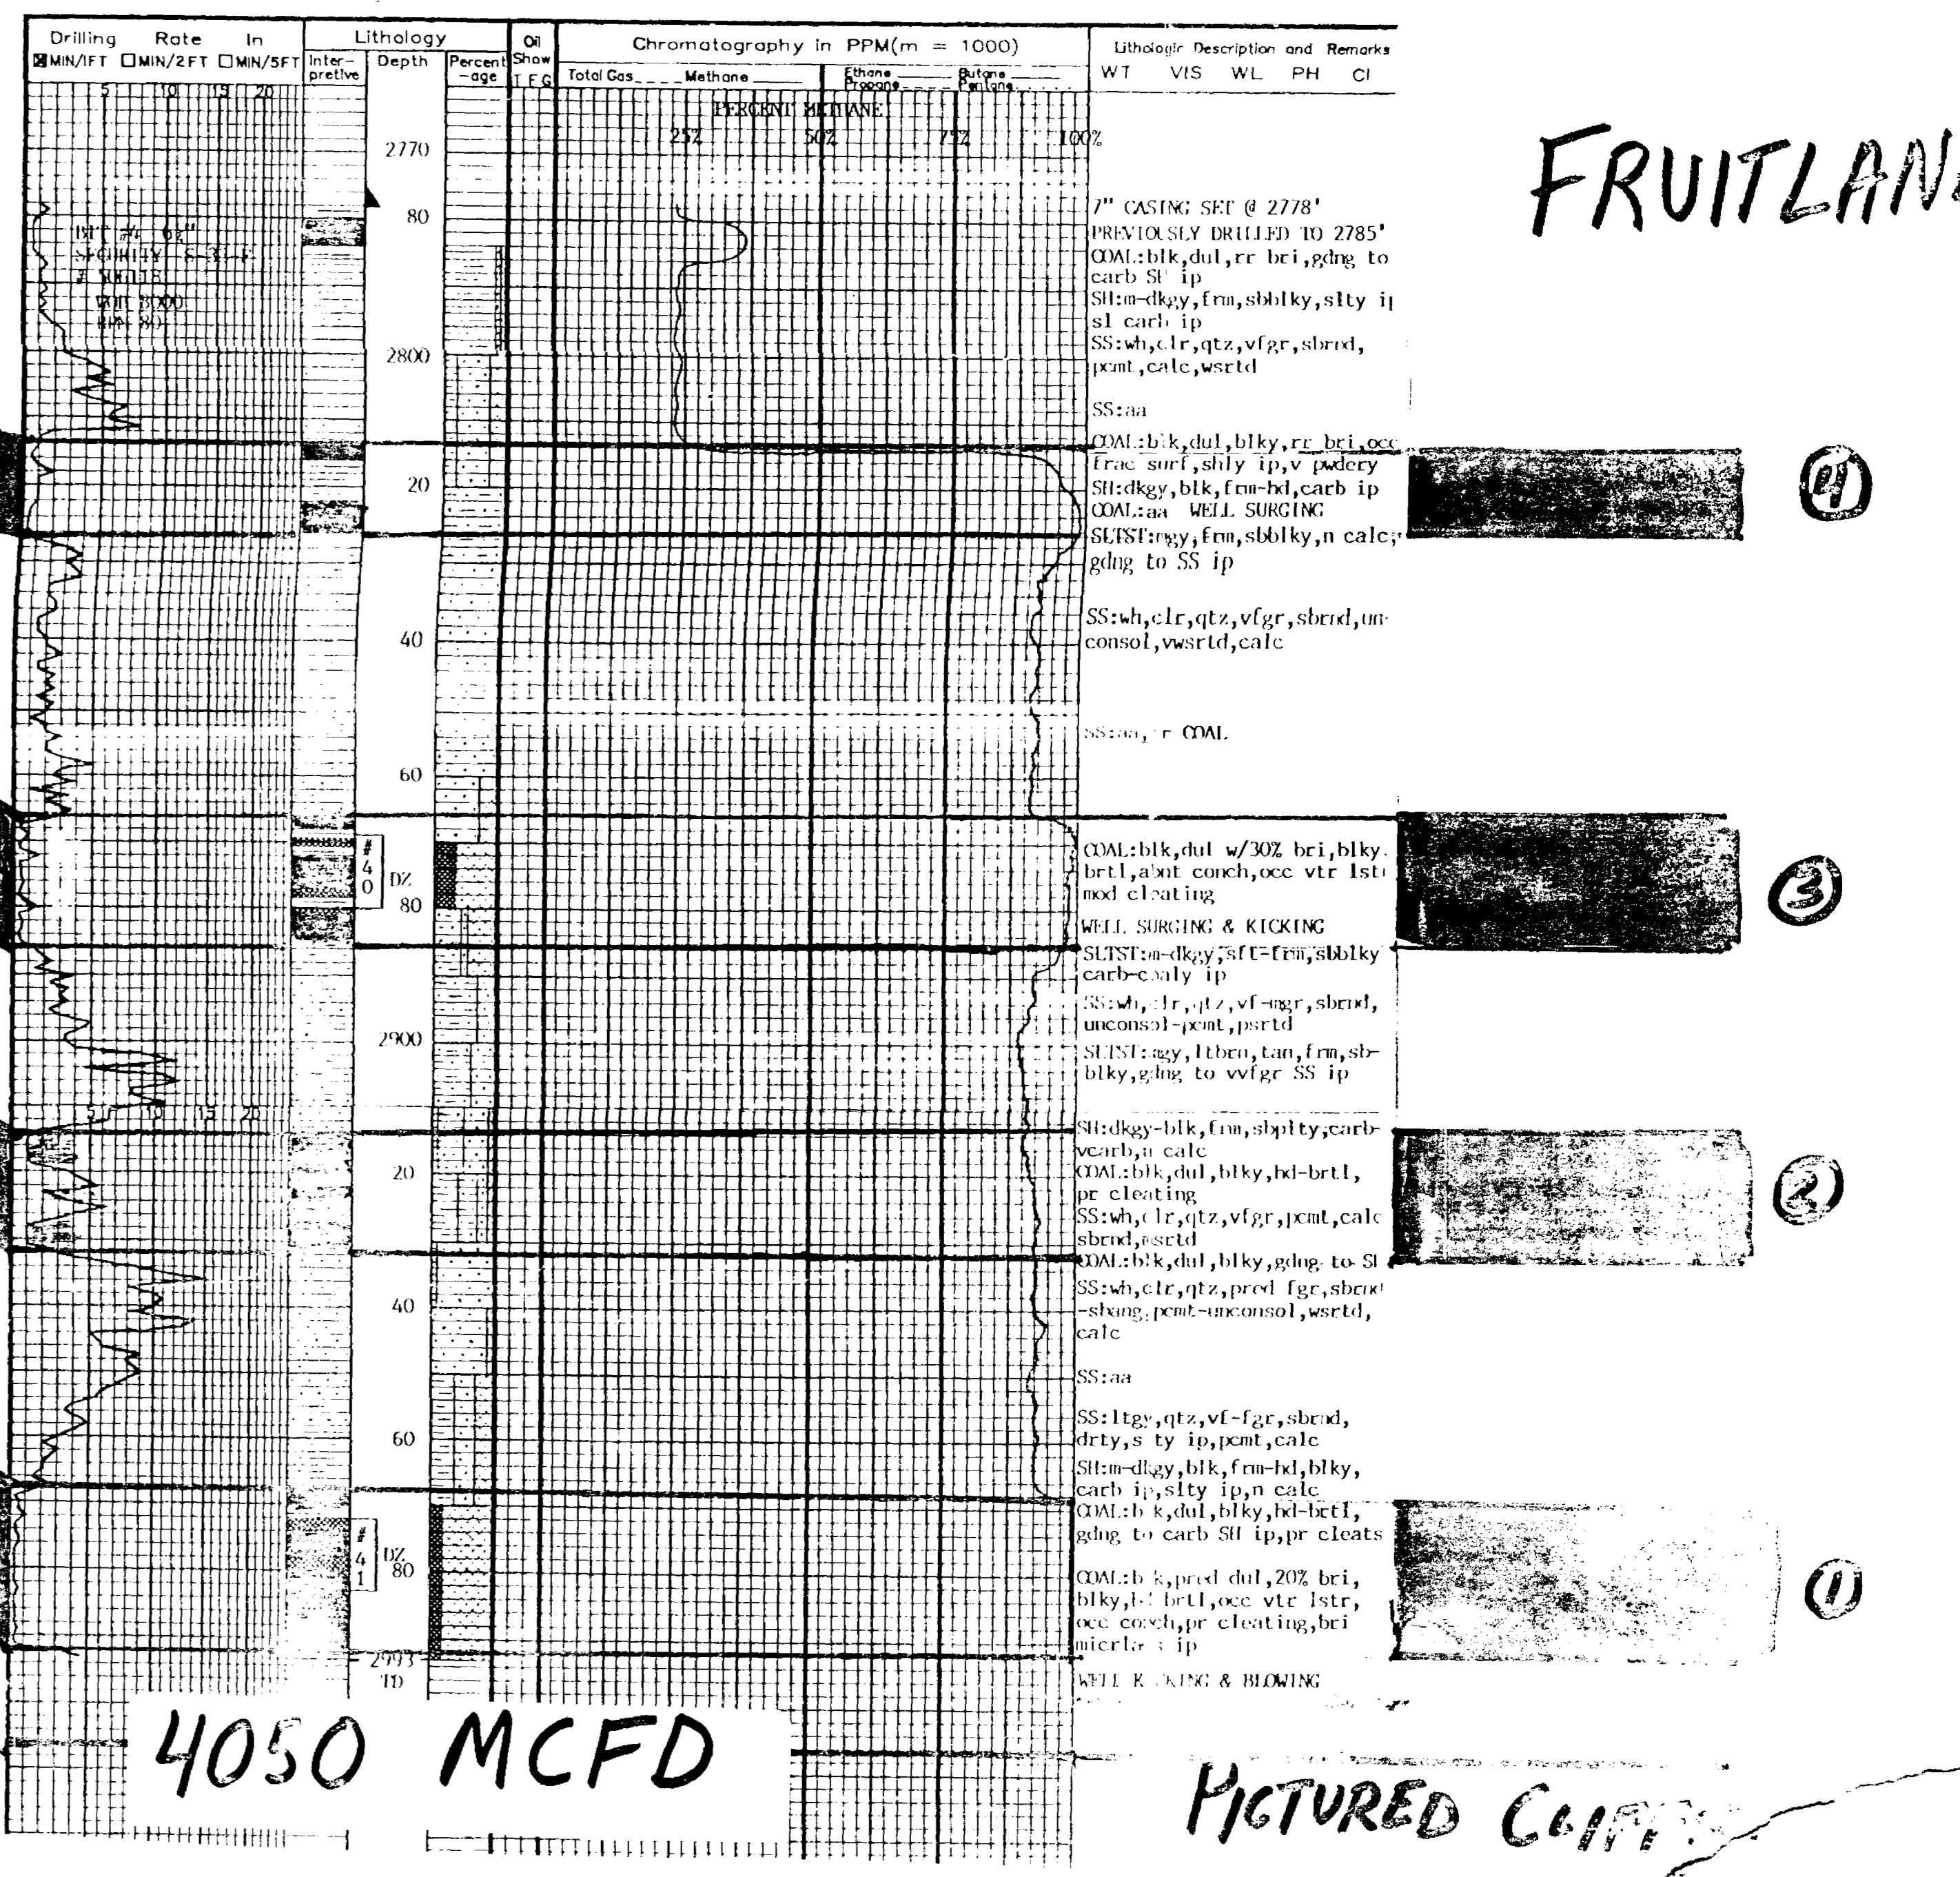 Drilling Rate In
MIN/1FT MIN/2FT MIN/5FT
5 10 15 20
Lithology
Inter-
pretive
Depth
Percent
-age
Oil
Show
T F G
Chromatography in PPM(m = 1000)
Total Gas Methane Ethane Butane
Propane Pentane
Lithologic Description and Remarks
WT VIS WL PH Cl
PERCENT METHANE
25% 50% 75% 100%
FRUITLAN
2770
80
2800
20
40
60
#
4
0
DZ
80
2900
5 10 15 20
20
40
60
#
4
1
DZ
80
2993
TD
7" CASING SET @ 2778'
PREVIOUSLY DRILLED TO 2785'
COAL:blk,dul,rr bri,gdng to
carb SH ip
SH:m-dkgy,frm,sbblky,slty ip
sl carb ip
SS:wh,clr,qtz,vfgr,sbrnd,
pcmt,calc,wsrtd
SS:aa
COAL:blk,dul,blky,rr bri,occ
frac surf,shly ip,v pwdery
SH:dkgy,blk,frm-hd,carb ip
COAL:aa WELL SURGING
SLTST:mgy,frm,sbblky,n calc,
gdng to SS ip
SS:wh,clr,qtz,vfgr,sbrnd,un-
consol,vwsrtd,calc
SS:aa, COAL
COAL:blk,dul w/30% bri,blky
brtl,abnt conch,occ vtr lstr
mod cleating
WELL SURGING & KICKING
SLTST:m-dkgy,sft-frm,sbblky
carb-coaly ip
SS:wh,clr,qtz,vf-mgr,sbrnd,
unconsol-pcmt,psrtd
SLTST:mgy,ltbrn,tan,frm,sb-
blky,gdng to vvfgr SS ip
SH:dkgy-blk,frm,sbplty,carb-
vcarb,n calc
COAL:blk,dul,blky,hd-brtl,
pr cleating
SS:wh,clr,qtz,vfgr,pcmt,calc
sbrnd,
COAL:blk,dul,blky,gdng to SH
SS:wh,clr,qtz,pred fgr,sbrnd
-sbang,pcmt-unconsol,wsrtd,
calc
SS:aa
SS:ltgy,qtz,vf-fgr,sbrnd,
drty,slty ip,pcmt,calc
SH:m-dkgy,blk,frm-hd,blky,
carb ip,slty ip,n calc
COAL:blk,dul,blky,hd-brtl,
gdng to carb SH ip,pr cleats
COAL:blk,pred dul,20% bri,
blky,hd brtl,occ vtr lstr,
occ conch,pr cleating,bri
ip
WELL KICKING & BLOWING
4
3
2
1
4050 MCFD
PICTURED CLIFFS